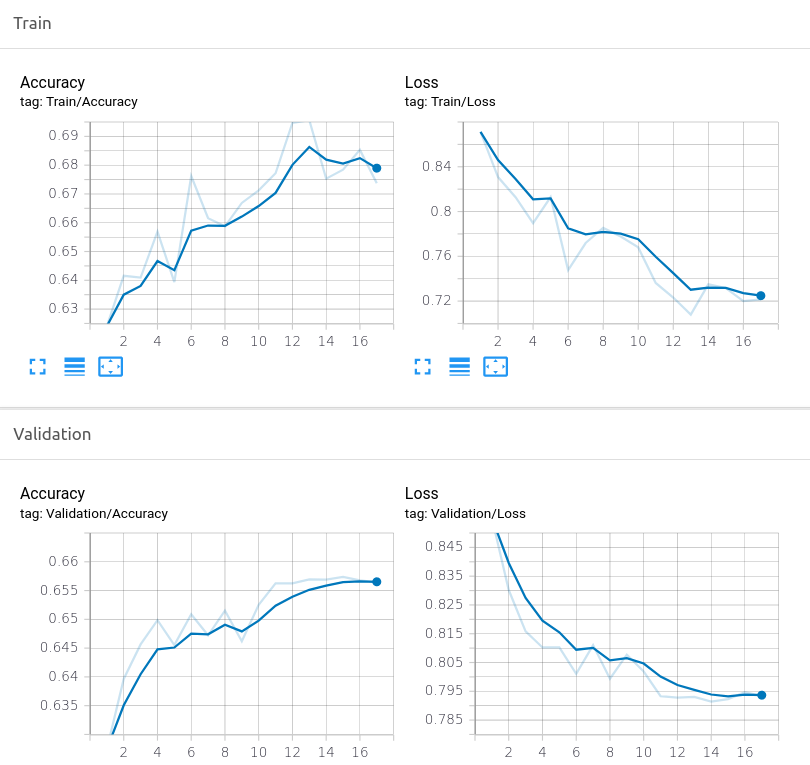 Train
Accuracy
tag: Train/Accuracy
0.69
0.68
0.67
0.66
0.65
0.64
0.63
2 4 6 8 10 12 14 16
Loss
tag: Train/Loss
0.84
0.8
0.76
0.72
2 4 6 8 10 12 14 16
Validation
Accuracy
tag: Validation/Accuracy
0.66
0.655
0.65
0.645
0.64
0.635
2 4 6 8 10 12 14 16
Loss
tag: Validation/Loss
0.845
0.835
0.825
0.815
0.805
0.795
0.785
2 4 6 8 10 12 14 16